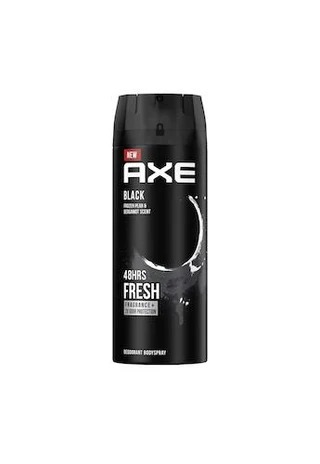 NEW
AXE
BLACK
FROZEN PEAR &
BERGAMOT SCENT
48HRS
FRESH
FRAGRANCE +
ODOUR PROTECTION
DEODORANT BODYSPRAY